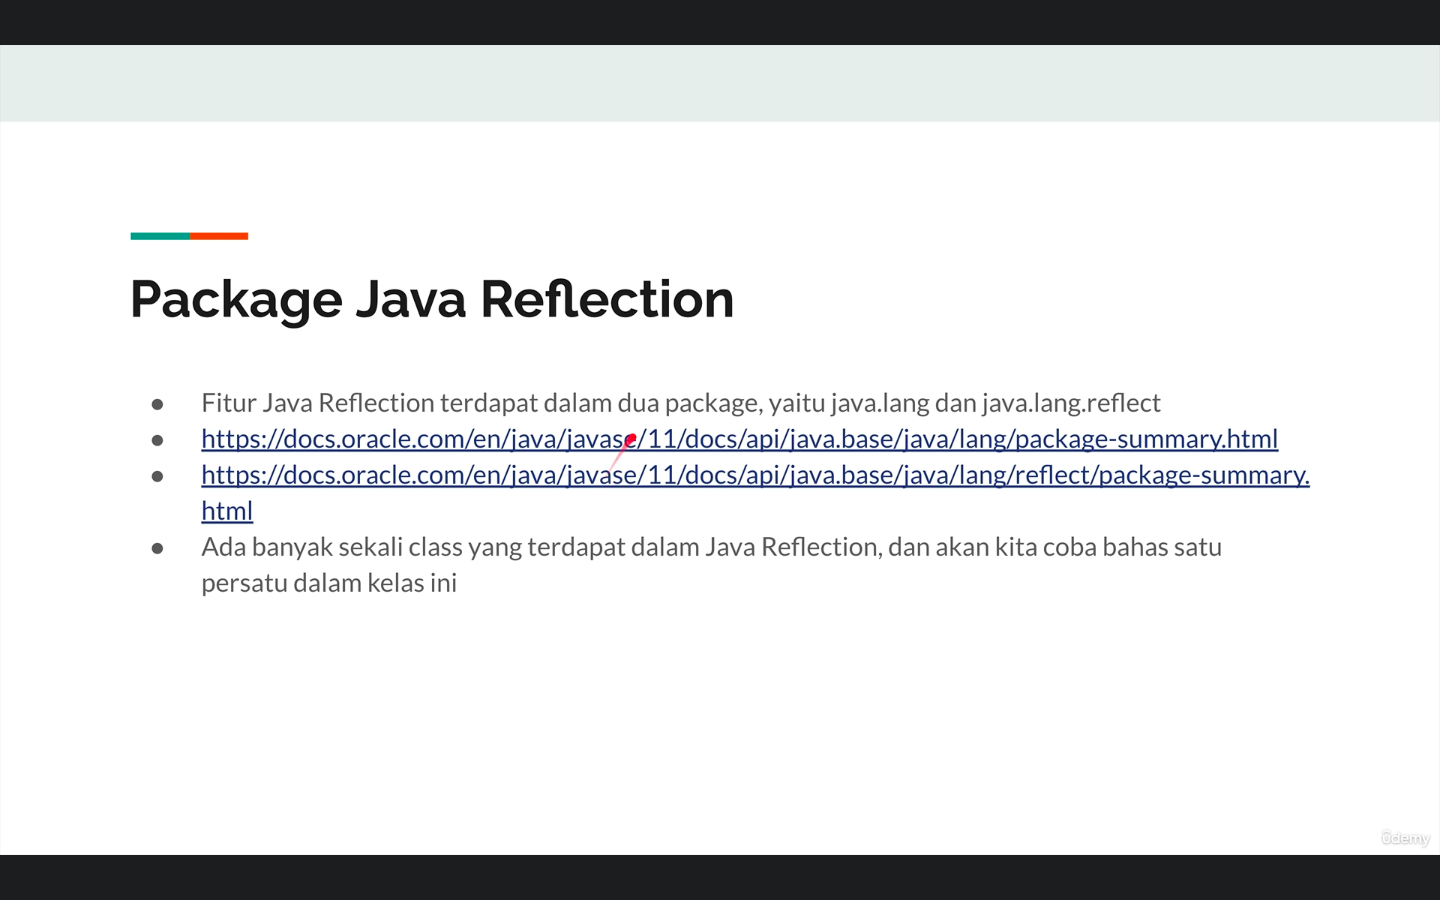 Package Java Reflection
● Fitur Java Reflection terdapat dalam dua package, yaitu java.lang dan java.lang.reflect
● https://docs.oracle.com/en/java/javase/11/docs/api/java.base/java/lang/package-summary.html
● https://docs.oracle.com/en/java/javase/11/docs/api/java.base/java/lang/reflect/package-summary.
html
● Ada banyak sekali class yang terdapat dalam Java Reflection, dan akan kita coba bahas satu
persatu dalam kelas ini
ûdemy